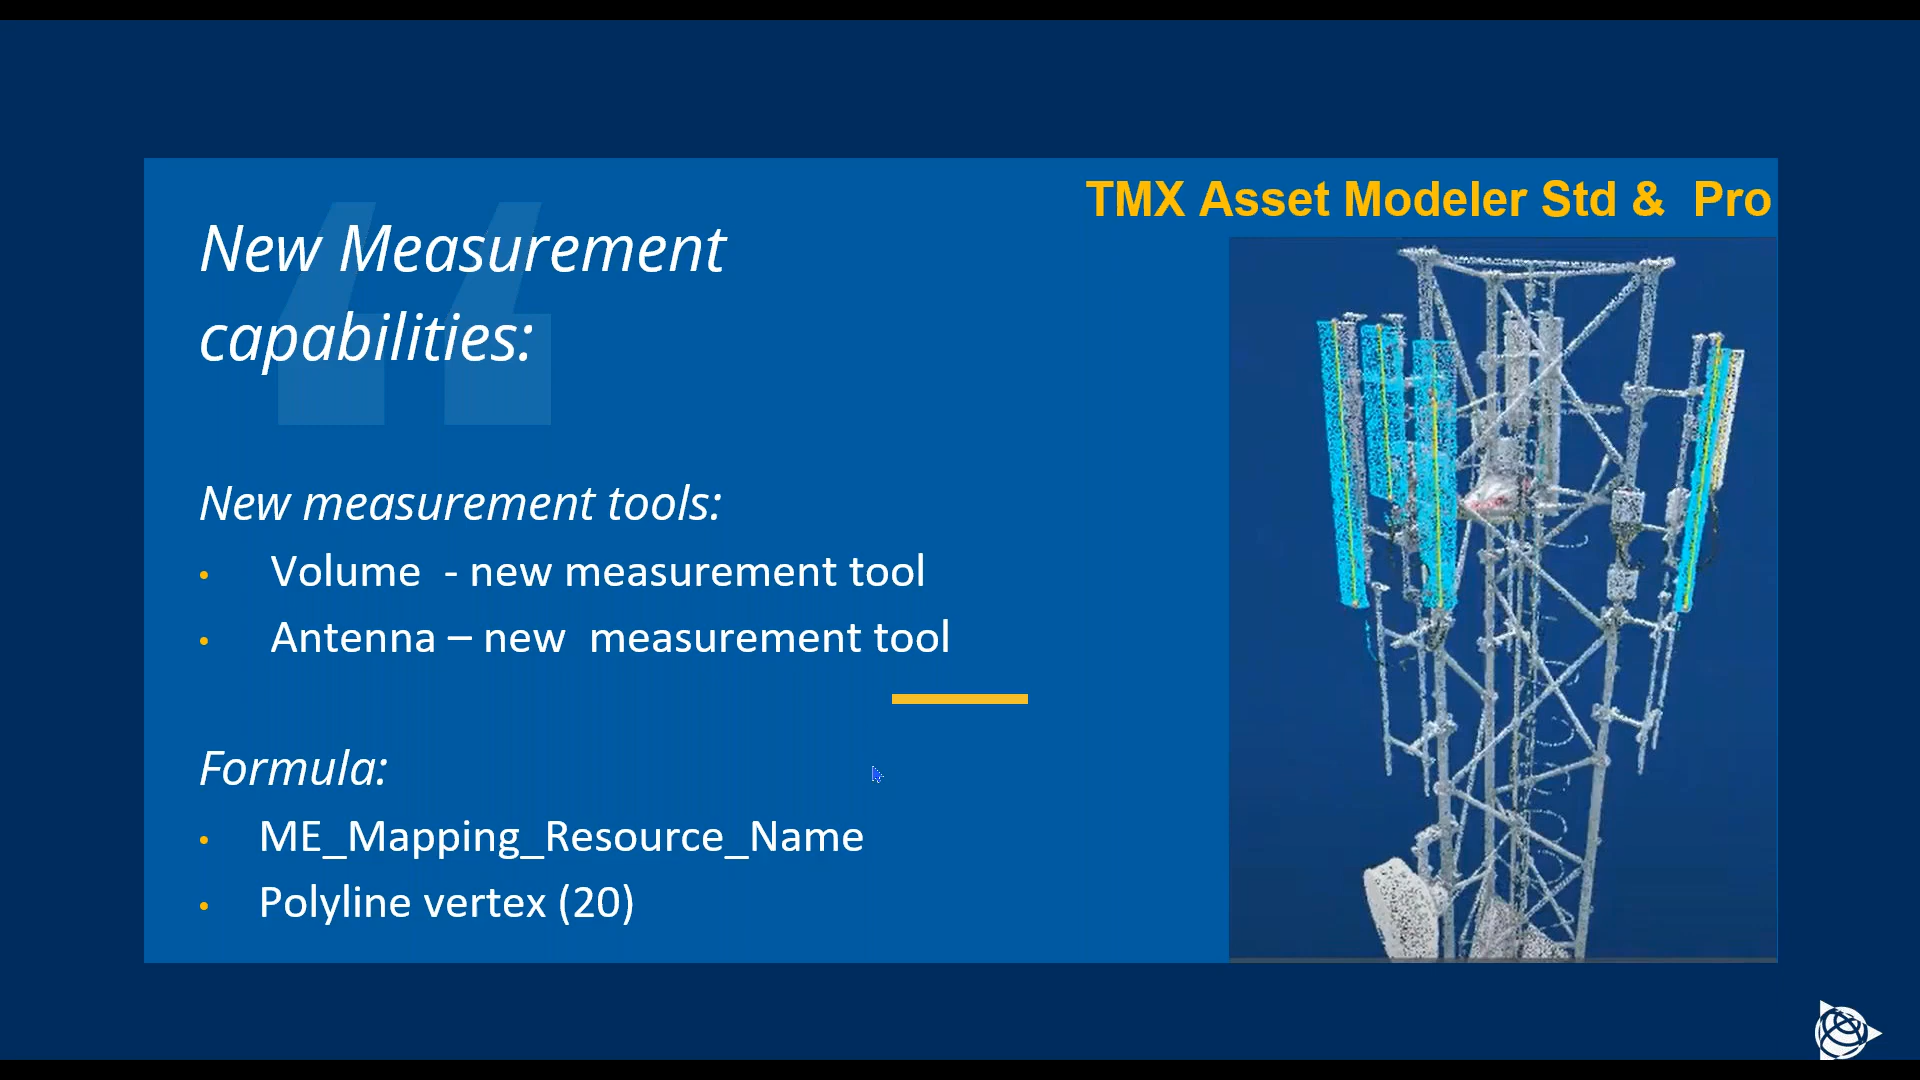 TMX Asset Modeler Std &  Pro
New Measurement
capabilities:
New measurement tools:
• Volume  - new measurement tool
• Antenna – new  measurement tool
Formula:
• ME_Mapping_Resource_Name
• Polyline vertex (20)